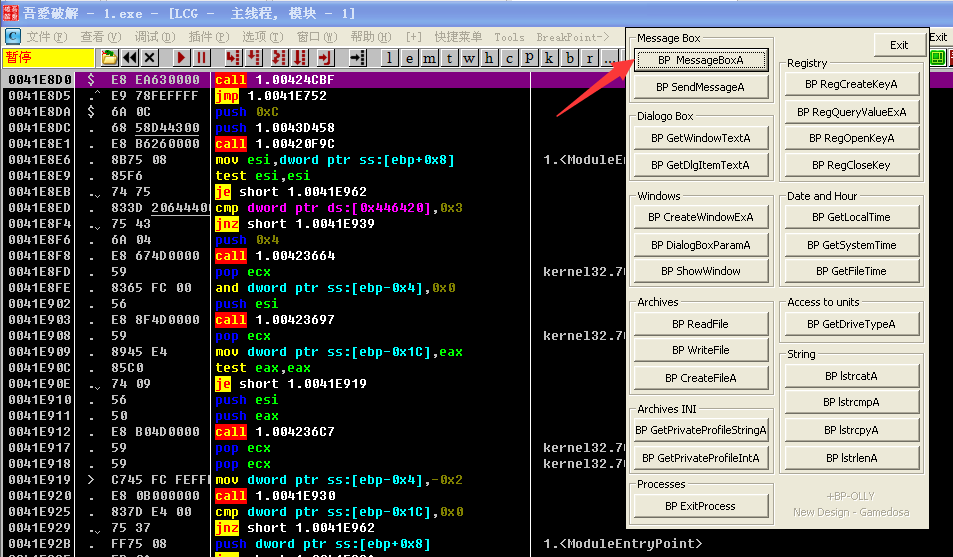 吾爱破解 - 1.exe - [LCG - 主线程, 模块 - 1]
C 文件(F) 查看(V) 调试(D) 插件(P) 选项(T) 窗口(W) 帮助(H) [+] 快捷菜单 Tools BreakPoint->
暂停 l e m t w h c p k b r ...
0041E8D0 $ E8 EA630000 call 1.00424CBF
0041E8D5 .^ E9 78FEFFFF jmp 1.0041E752
0041E8DA $ 6A 0C push 0xC
0041E8DC . 68 58D44300 push 1.0043D458
0041E8E1 . E8 B6260000 call 1.00420F9C
0041E8E6 . 8B75 08 mov esi,dword ptr ss:[ebp+0x8] 1.<ModuleEnt
0041E8E9 . 85F6 test esi,esi
0041E8EB .⌄ 74 75 je short 1.0041E962
0041E8ED . 833D 20644400 cmp dword ptr ds:[0x446420],0x3
0041E8F4 .⌄ 75 43 jnz short 1.0041E939
0041E8F6 . 6A 04 push 0x4
0041E8F8 . E8 674D0000 call 1.00423664
0041E8FD . 59 pop ecx kernel32.7
0041E8FE . 8365 FC 00 and dword ptr ss:[ebp-0x4],0x0
0041E902 . 56 push esi
0041E903 . E8 8F4D0000 call 1.00423697
0041E908 . 59 pop ecx kernel32.7
0041E909 . 8945 E4 mov dword ptr ss:[ebp-0x1C],eax
0041E90C . 85C0 test eax,eax
0041E90E .⌄ 74 09 je short 1.0041E919
0041E910 . 56 push esi
0041E911 . 50 push eax
0041E912 . E8 B04D0000 call 1.004236C7
0041E917 . 59 pop ecx kernel32.7
0041E918 . 59 pop ecx kernel32.7
0041E919 > C745 FC FEFF mov dword ptr ss:[ebp-0x4],-0x2
0041E920 . E8 0B000000 call 1.0041E930
0041E925 . 837D E4 00 cmp dword ptr ss:[ebp-0x1C],0x0
0041E929 .⌄ 75 37 jnz short 1.0041E962
0041E92B . FF75 08 push dword ptr ss:[ebp+0x8] 1.<ModuleEntryPoint>
Message Box
BP MessageBoxA
BP SendMessageA
Dialogo Box
BP GetWindowTextA
BP GetDlgItemTextA
Windows
BP CreateWindowExA
BP DialogBoxParamA
BP ShowWindow
Archives
BP ReadFile
BP WriteFile
BP CreateFileA
Archives INI
BP GetPrivateProfileStringA
BP GetPrivateProfileIntA
Processes
BP ExitProcess
Exit
Exit
Registry
BP RegCreateKeyA
BP RegQueryValueExA
BP RegOpenKeyA
BP RegCloseKey
Date and Hour
BP GetLocalTime
BP GetSystemTime
BP GetFileTime
Access to units
BP GetDriveTypeA
String
BP lstrcatA
BP lstrcmpA
BP lstrcpyA
BP lstrlenA
+BP-OLLY
New Design - Gamedosa